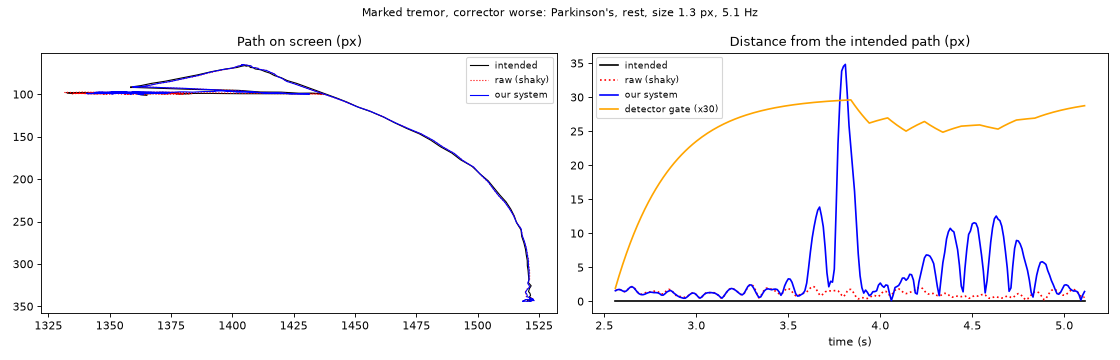 Marked tremor, corrector worse: Parkinson's, rest, size 1.3 px, 5.1 Hz
Path on screen (px)
intended
raw (shaky)
our system
100
150
200
250
300
350
1325
1350
1375
1400
1425
1450
1475
1500
1525
Distance from the intended path (px)
intended
raw (shaky)
our system
detector gate (x30)
35
30
25
20
15
10
5
0
2.5
3.0
3.5
4.0
4.5
5.0
time (s)